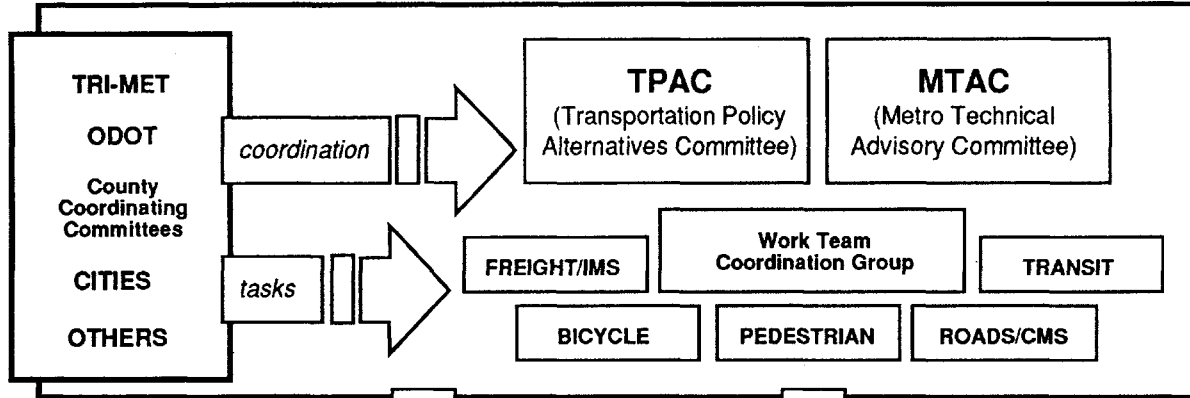 TRI-MET
ODOT
County
Coordinating
Committees
CITIES
OTHERS
coordination
tasks
TPAC
(Transportation Policy
Alternatives Committee)
MTAC
(Metro Technical
Advisory Committee)
FREIGHT/IMS
Work Team
Coordination Group
TRANSIT
BICYCLE
PEDESTRIAN
ROADS/CMS